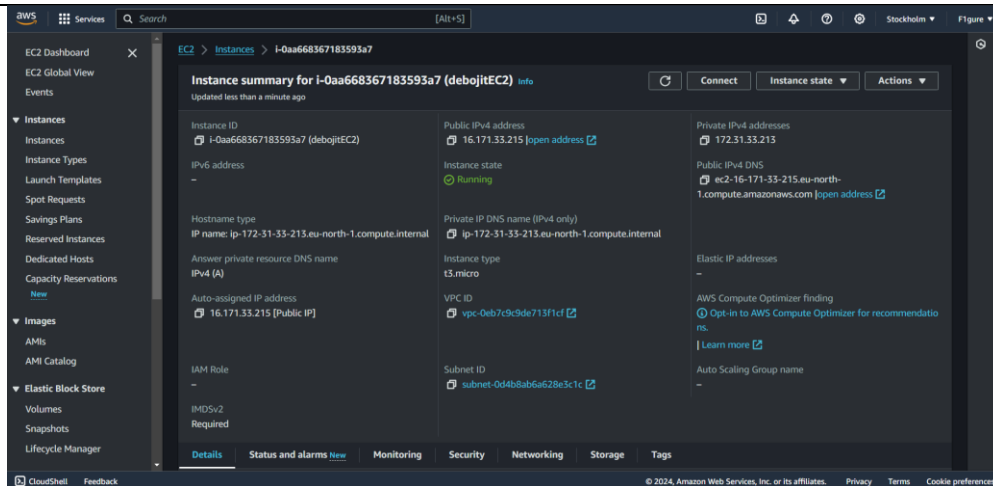 aws Services Search [Alt+S] Stockholm ▼ F1gure ▼
EC2 Dashboard
EC2 Global View
Events
▼ Instances
Instances
Instance Types
Launch Templates
Spot Requests
Savings Plans
Reserved Instances
Dedicated Hosts
Capacity Reservations
New
▼ Images
AMIs
AMI Catalog
▼ Elastic Block Store
Volumes
Snapshots
Lifecycle Manager
EC2 > Instances > i-0aa668367183593a7
Instance summary for i-0aa668367183593a7 (debojitEC2) Info
Updated less than a minute ago
Connect Instance state ▼ Actions ▼
Instance ID
i-0aa668367183593a7 (debojitEC2)
Public IPv4 address
16.171.33.215 |open address
Private IPv4 addresses
172.31.33.213
IPv6 address
–
Instance state
Running
Public IPv4 DNS
ec2-16-171-33-215.eu-north-
1.compute.amazonaws.com |open address
Hostname type
IP name: ip-172-31-33-213.eu-north-1.compute.internal
Private IP DNS name (IPv4 only)
ip-172-31-33-213.eu-north-1.compute.internal
Answer private resource DNS name
IPv4 (A)
Instance type
t3.micro
Elastic IP addresses
–
Auto-assigned IP address
16.171.33.215 [Public IP]
VPC ID
vpc-0eb7c9c9de713f1cf
AWS Compute Optimizer finding
Opt-in to AWS Compute Optimizer for recommendatio
ns.
| Learn more
IAM Role
–
Subnet ID
subnet-0d4b8ab6a628e3c1c
Auto Scaling Group name
–
IMDSv2
Required
Details Status and alarms New Monitoring Security Networking Storage Tags
CloudShell Feedback © 2024, Amazon Web Services, Inc. or its affiliates. Privacy Terms Cookie preferences